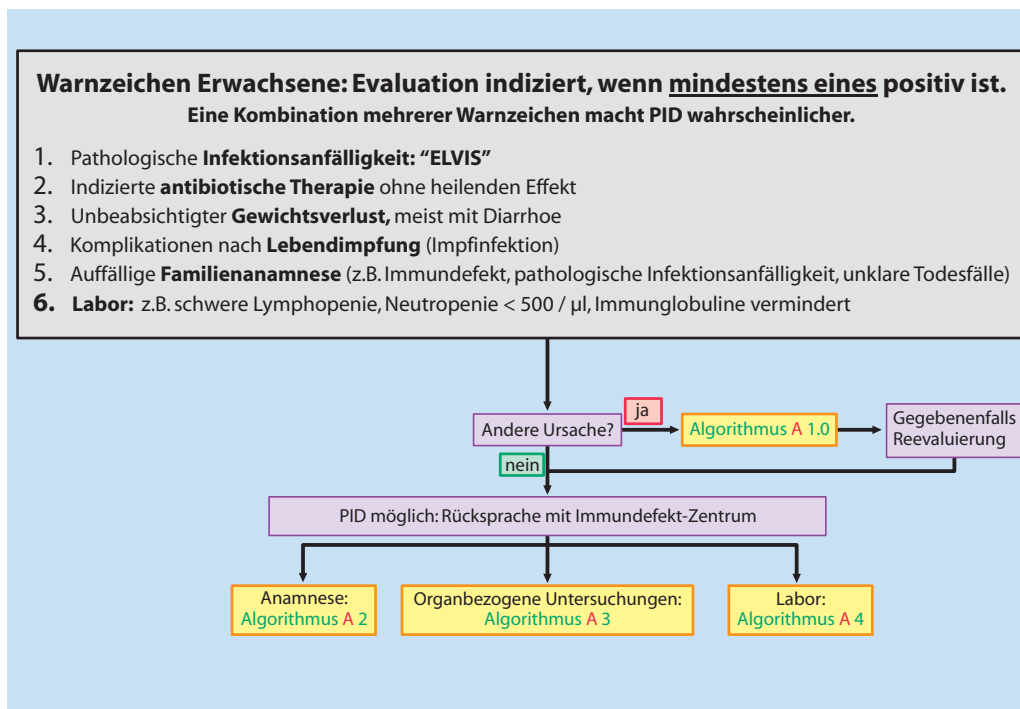 Warnzeichen Erwachsene: Evaluation indiziert, wenn mindestens eines positiv ist.
Eine Kombination mehrerer Warnzeichen macht PID wahrscheinlicher.
1. Pathologische Infektionsanfälligkeit: “ELVIS”
2. Indizierte antibiotische Therapie ohne heilenden Effekt
3. Unbeabsichtigter Gewichtsverlust, meist mit Diarrhoe
4. Komplikationen nach Lebendimpfung (Impfinfektion)
5. Auffällige Familienanamnese (z.B. Immundefekt, pathologische Infektionsanfälligkeit, unklare Todesfälle)
6. Labor: z.B. schwere Lymphopenie, Neutropenie < 500 / µl, Immunglobuline vermindert
Andere Ursache?
ja
Algorithmus A 1.0
Gegebenenfalls
Reevaluierung
nein
PID möglich: Rücksprache mit Immundefekt-Zentrum
Anamnese:
Algorithmus A 2
Organbezogene Untersuchungen:
Algorithmus A 3
Labor:
Algorithmus A 4